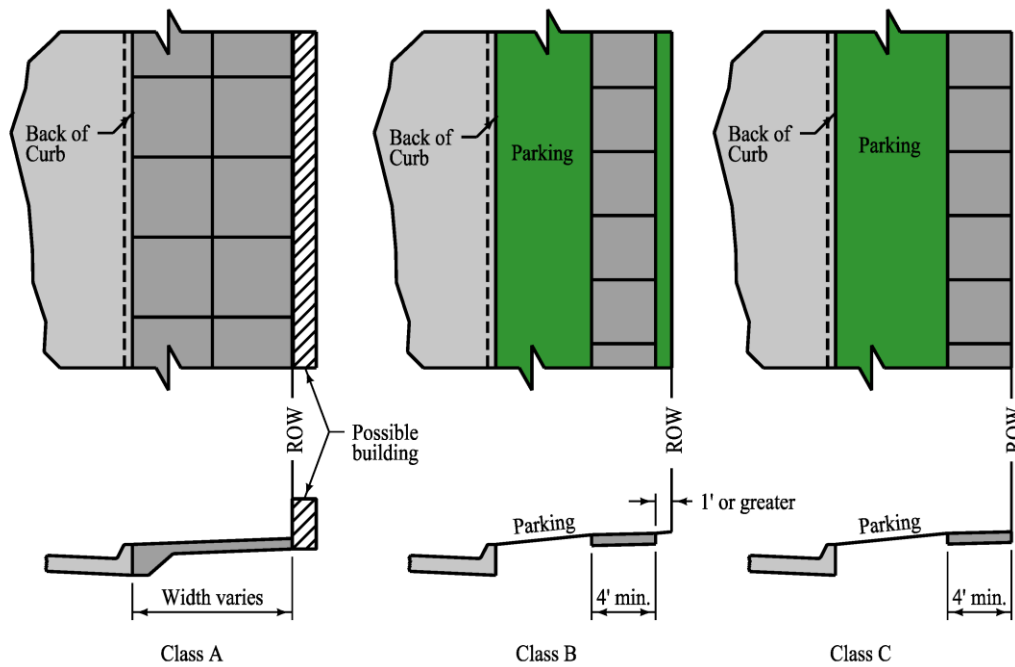 Back of
Curb
Back of
Curb
Parking
Back of
Curb
Parking
ROW
ROW
ROW
Possible
building
Parking
1' or greater
Parking
Width varies
4' min.
4' min.
Class A
Class B
Class C